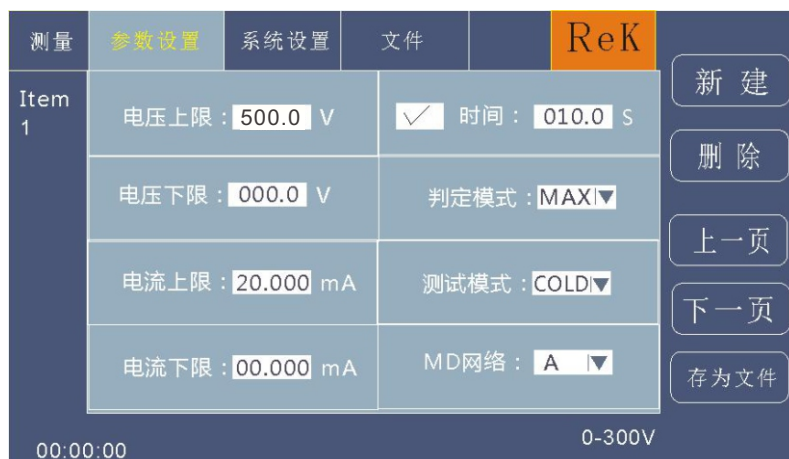 测量 参数设置 系统设置 文件 ReK
Item
1
电压上限：500.0 V
时间： 010.0 S
电压下限：000.0 V
判定模式：MAX
电流上限：20.000 mA
测试模式：COLD
电流下限：00.000 mA
MD网络： A
新 建
删 除
上一页
下一页
存为文件
00:00:00
0-300V